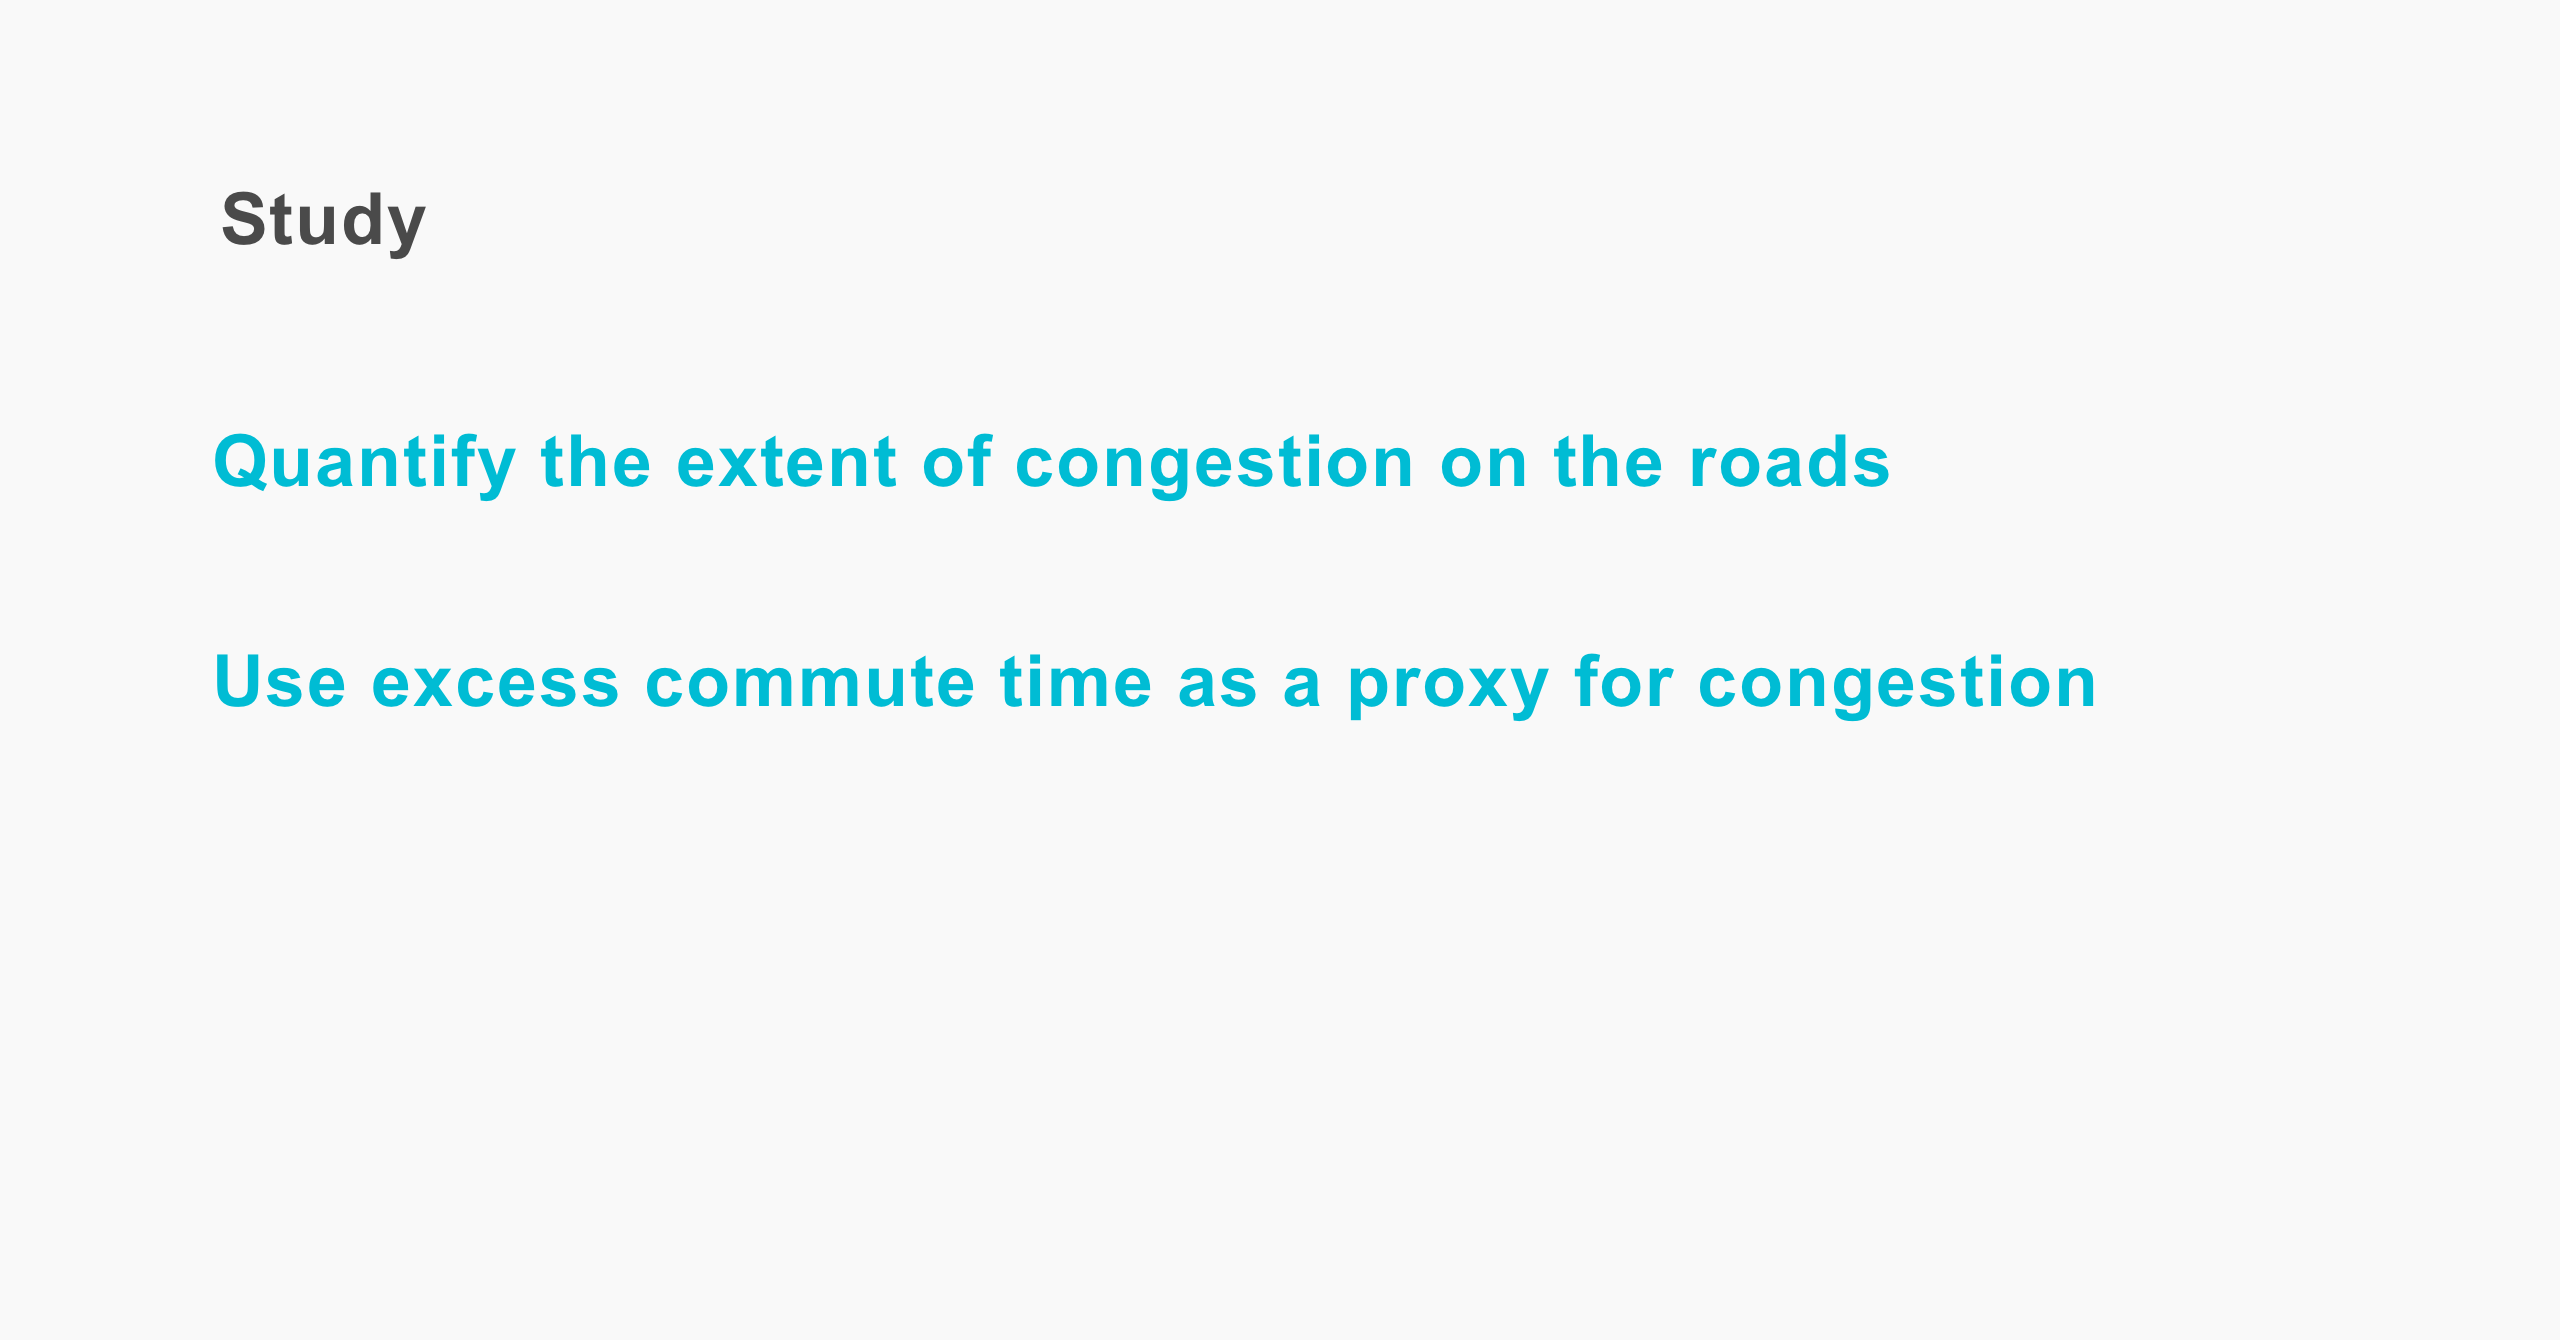 Study
Quantify the extent of congestion on the roads
Use excess commute time as a proxy for congestion